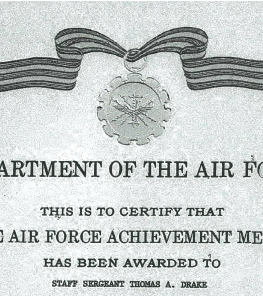 ARTMENT OF THE AIR FO
THIS IS TO CERTIFY THAT
E AIR FORCE ACHIEVEMENT ME
HAS BEEN AWARDED TO
STAFF SERGEANT THOMAS A. DRAKE